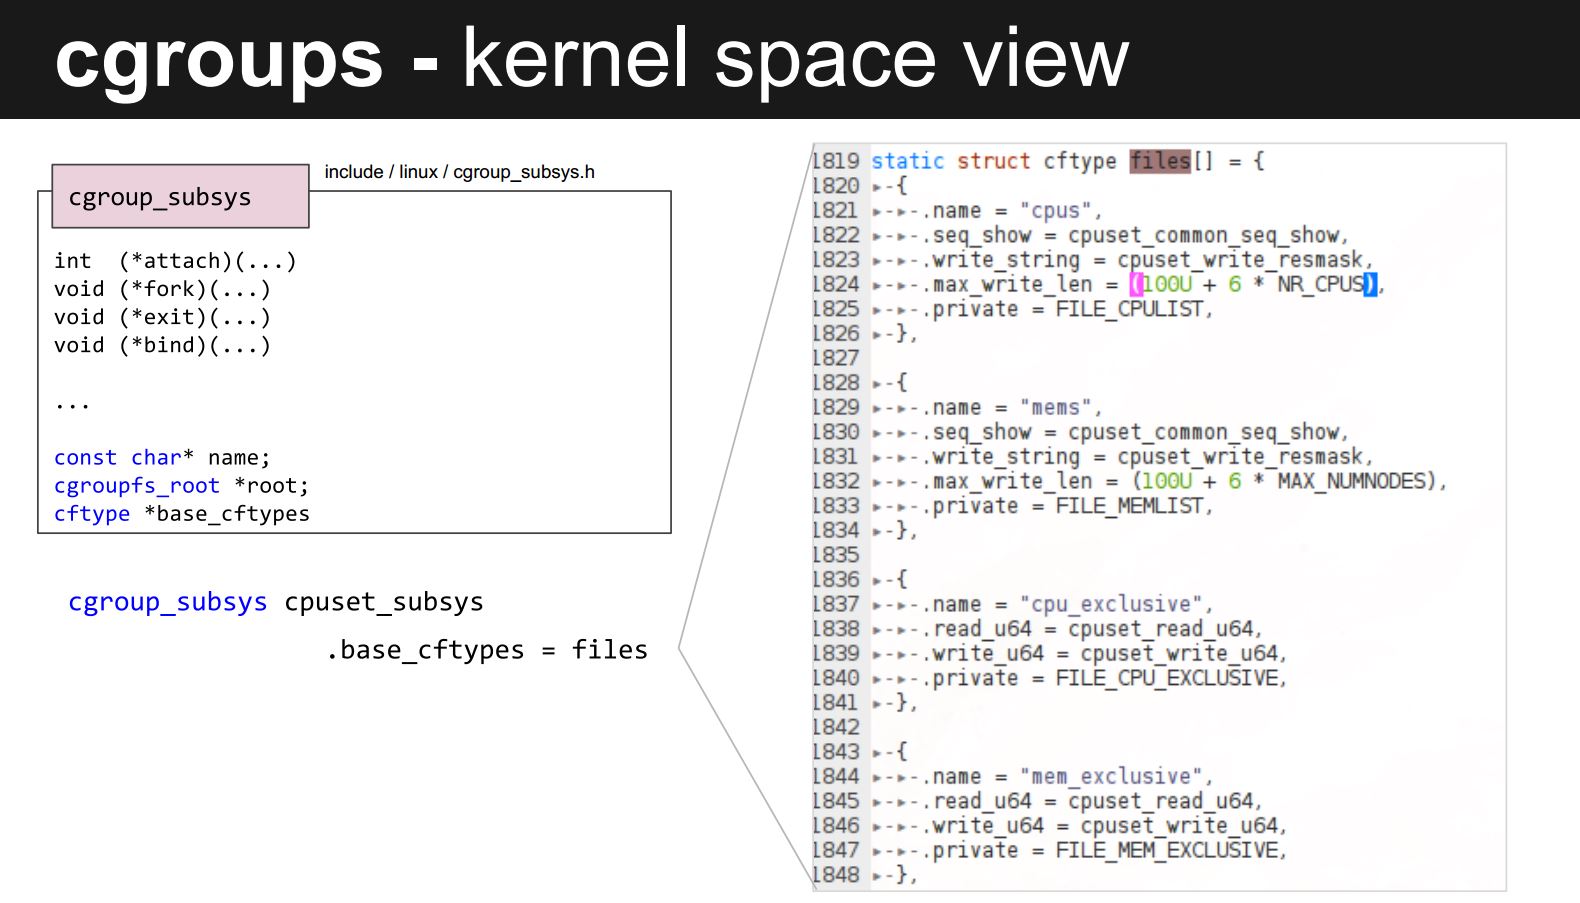 cgroups - kernel space view
include / linux / cgroup_subsys.h
cgroup_subsys
int  (*attach)(...)
void (*fork)(...)
void (*exit)(...)
void (*bind)(...)
...
const char* name;
cgroupfs_root *root;
cftype *base_cftypes
cgroup_subsys cpuset_subsys
.base_cftypes = files
1819 static struct cftype files[] = {
1820 ▸-{
1821 ▸-▸-.name = "cpus",
1822 ▸-▸-.seq_show = cpuset_common_seq_show,
1823 ▸-▸-.write_string = cpuset_write_resmask,
1824 ▸-▸-.max_write_len = (100U + 6 * NR_CPUS),
1825 ▸-▸-.private = FILE_CPULIST,
1826 ▸-},
1827
1828 ▸-{
1829 ▸-▸-.name = "mems",
1830 ▸-▸-.seq_show = cpuset_common_seq_show,
1831 ▸-▸-.write_string = cpuset_write_resmask,
1832 ▸-▸-.max_write_len = (100U + 6 * MAX_NUMNODES),
1833 ▸-▸-.private = FILE_MEMLIST,
1834 ▸-},
1835
1836 ▸-{
1837 ▸-▸-.name = "cpu_exclusive",
1838 ▸-▸-.read_u64 = cpuset_read_u64,
1839 ▸-▸-.write_u64 = cpuset_write_u64,
1840 ▸-▸-.private = FILE_CPU_EXCLUSIVE,
1841 ▸-},
1842
1843 ▸-{
1844 ▸-▸-.name = "mem_exclusive",
1845 ▸-▸-.read_u64 = cpuset_read_u64,
1846 ▸-▸-.write_u64 = cpuset_write_u64,
1847 ▸-▸-.private = FILE_MEM_EXCLUSIVE,
1848 ▸-},